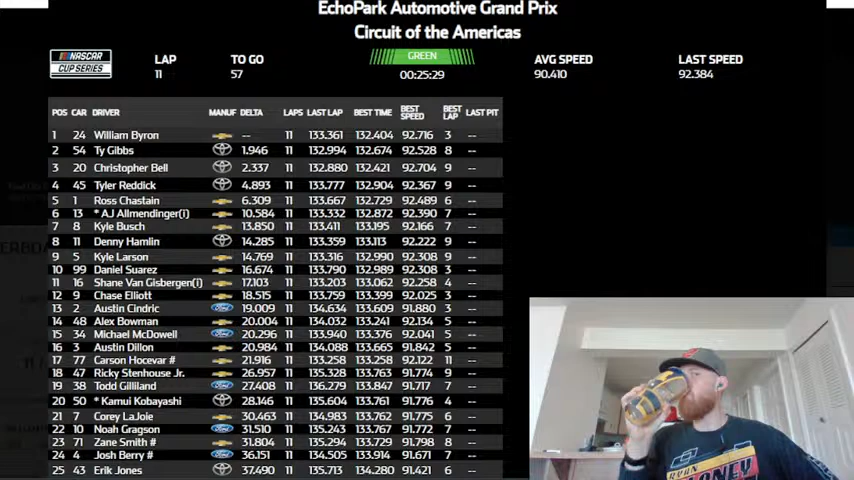 EchoPark Automotive Grand Prix
Circuit of the Americas
NASCAR
CUP SERIES
LAP TO GO GREEN AVG SPEED LAST SPEED
11 57 00:25:29 90.410 92.384
POS CAR DRIVER MANUF DELTA LAPS LAST LAP BEST TIME BEST SPEED BEST LAP LAST PIT
1 24 William Byron -- 11 133.361 132.404 92.716 3 --
2 54 Ty Gibbs 1.946 11 132.994 132.674 92.528 8 --
3 20 Christopher Bell 2.337 11 132.880 132.421 92.704 9 --
4 45 Tyler Reddick 4.893 11 133.777 132.904 92.367 9 --
5 1 Ross Chastain 6.309 11 133.667 132.729 92.489 6 --
6 13 * AJ Allmendinger(i) 10.584 11 133.332 132.872 92.390 7 --
7 8 Kyle Busch 13.850 11 133.411 133.195 92.166 7 --
8 11 Denny Hamlin 14.285 11 133.359 133.113 92.222 9 --
9 5 Kyle Larson 14.769 11 133.316 132.990 92.308 9 --
10 99 Daniel Suarez 16.674 11 133.790 132.989 92.308 3 --
11 16 Shane Van Gisbergen(i) 17.103 11 133.203 133.062 92.258 4 --
12 9 Chase Elliott 18.515 11 133.759 133.399 92.025 3 --
13 2 Austin Cindric 19.009 11 134.634 133.609 91.880 3 --
14 48 Alex Bowman 20.004 11 134.032 133.241 92.134 5 --
15 34 Michael McDowell 20.296 11 133.940 133.376 92.041 5 --
16 3 Austin Dillon 20.984 11 134.088 133.665 91.842 5 --
17 77 Carson Hocevar # 21.916 11 133.258 133.258 92.122 11 --
18 47 Ricky Stenhouse Jr. 26.957 11 135.328 133.763 91.774 9 --
19 38 Todd Gilliland 27.408 11 136.279 133.847 91.717 7 --
20 50 * Kamui Kobayashi 28.146 11 135.604 133.761 91.776 4 --
21 7 Corey LaJoie 30.463 11 134.983 133.762 91.775 6 --
22 10 Noah Gragson 31.510 11 135.243 133.767 91.772 7 --
23 71 Zane Smith # 31.804 11 135.294 133.729 91.798 8 --
24 4 Josh Berry # 36.151 11 134.505 133.914 91.671 7 --
25 43 Erik Jones 37.490 11 135.713 134.280 91.421 6 --
RYAN